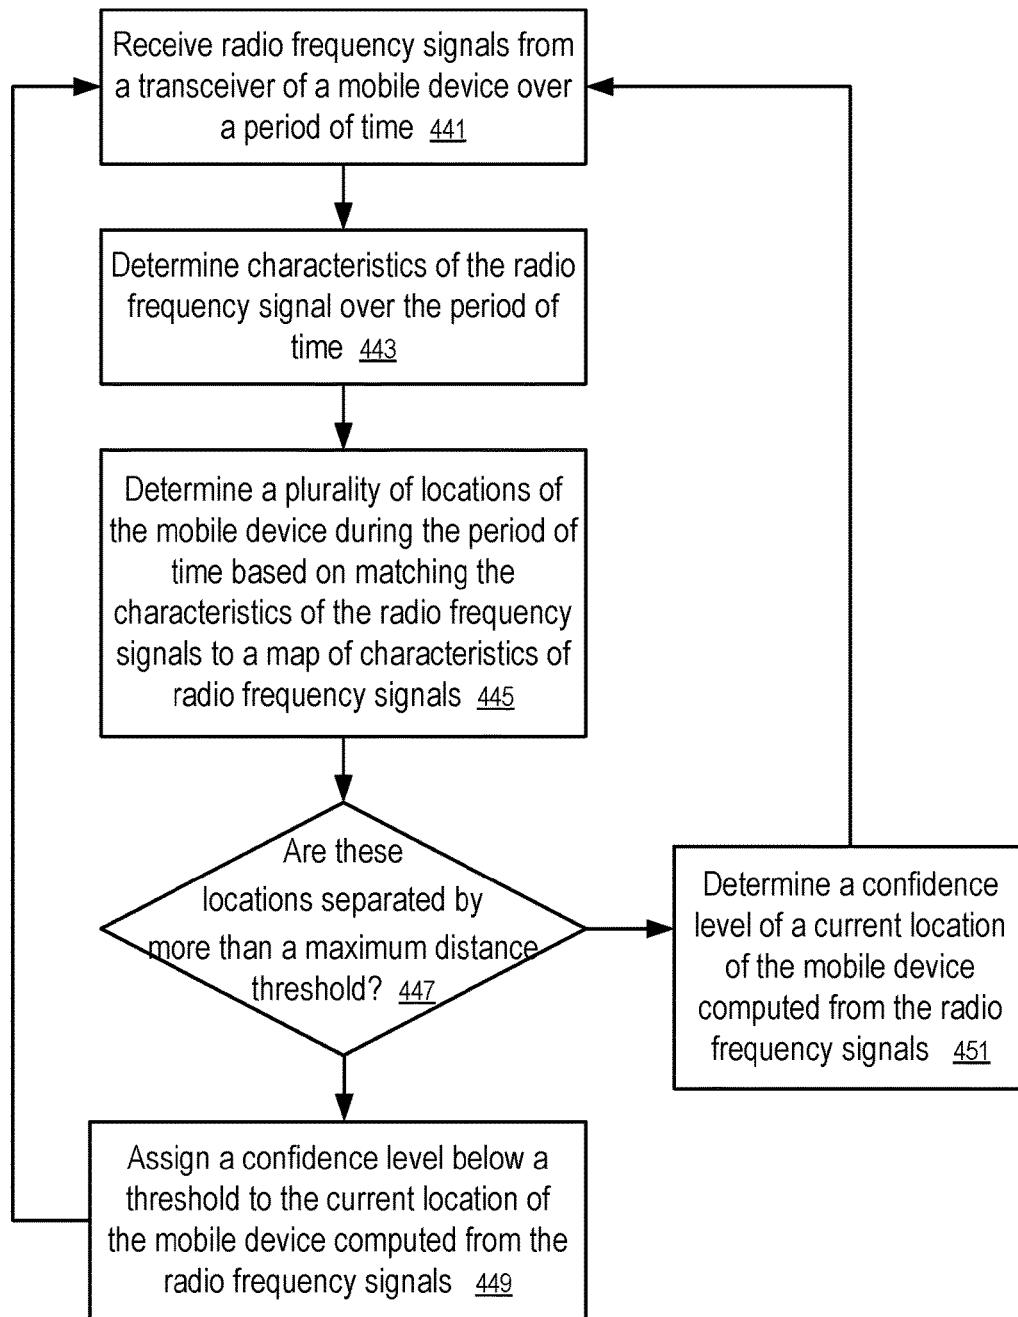 Receive radio frequency signals from
a transceiver of a mobile device over
a period of time 441
Determine characteristics of the radio
frequency signal over the period of
time 443
Determine a plurality of locations of
the mobile device during the period of
time based on matching the
characteristics of the radio frequency
signals to a map of characteristics of
radio frequency signals 445
Are these
locations separated by
more than a maximum distance
threshold? 447
Determine a confidence
level of a current location
of the mobile device
computed from the radio
frequency signals 451
Assign a confidence level below a
threshold to the current location of
the mobile device computed from the
radio frequency signals 449